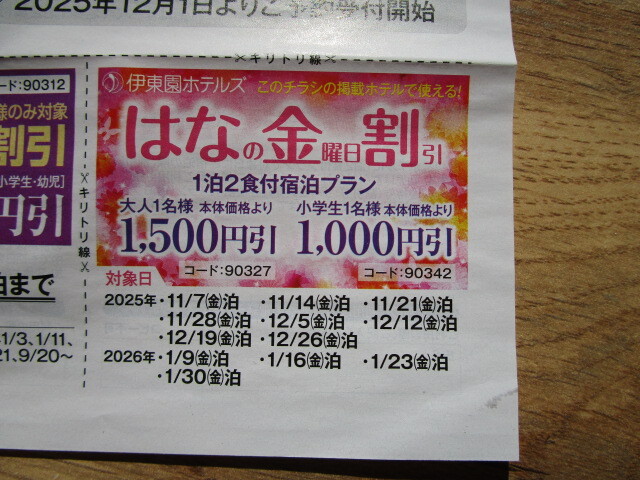 2025年12月1日よりご予約受付開始
キリトリ線
コード:90312
様のみ対象
割引
小学生・幼児]
円引
キリトリ線
泊まで
1/3、1/11、
21、9/20〜
伊東園ホテルズ
このチラシの掲載ホテルで使える!
はなの金曜日割引
1泊2食付宿泊プラン
大人1名様 本体価格より 小学生1名様 本体価格より
1,500円引 1,000円引
コード:90327 コード:90342
対象日
2025年・11/7㊎泊 ・11/14㊎泊 ・11/21㊎泊
・11/28㊎泊 ・12/5㊎泊 ・12/12㊎泊
・12/19㊎泊 ・12/26㊎泊
2026年・1/9㊎泊 ・1/16㊎泊 ・1/23㊎泊
・1/30㊎泊